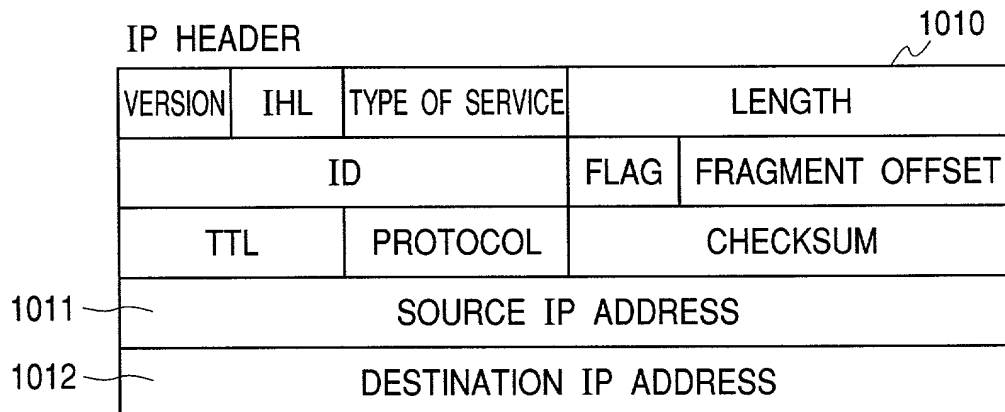 IP HEADER
1010
VERSION IHL TYPE OF SERVICE LENGTH
ID FLAG FRAGMENT OFFSET
TTL PROTOCOL CHECKSUM
1011 SOURCE IP ADDRESS
1012 DESTINATION IP ADDRESS